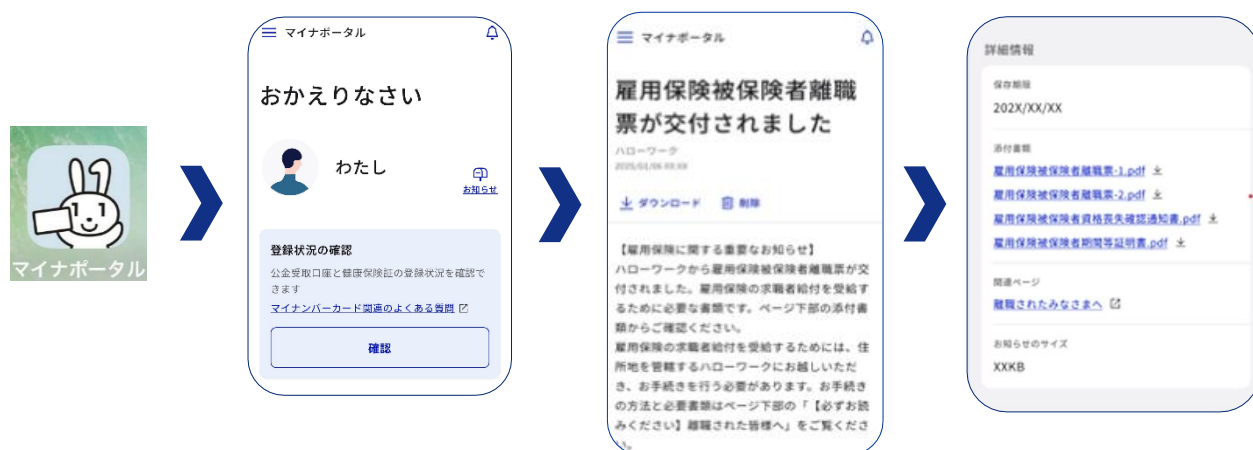 マイナポータル
マイナポータル
おかえりなさい
わたし
お知らせ
登録状況の確認
公金受取口座と健康保険証の登録状況を確認で
きます
マイナンバーカード関連のよくある質問
確認
マイナポータル
雇用保険被保険者離職
票が交付されました
ハローワーク
ダウンロード 削除
【雇用保険に関する重要なお知らせ】
ハローワークから雇用保険被保険者離職票が交
付されました。雇用保険の求職者給付を受給す
るために必要な書類です。ページ下部の添付書
類からご確認ください。
雇用保険の求職者給付を受給するためには、住
所地を管轄するハローワークにお越しいただ
き、お手続きを行う必要があります。お手続き
の方法と必要書類はページ下部の「【必ずお読
みください】離職された皆様へ」をご覧くださ
い。
詳細情報
保存期限
202X/XX/XX
添付書類
雇用保険被保険者離職票-1.pdf
雇用保険被保険者離職票-2.pdf
雇用保険被保険者資格喪失確認通知書.pdf
雇用保険被保険者期間等証明書.pdf
関連ページ
離職されたみなさまへ
お知らせのサイズ
XXKB